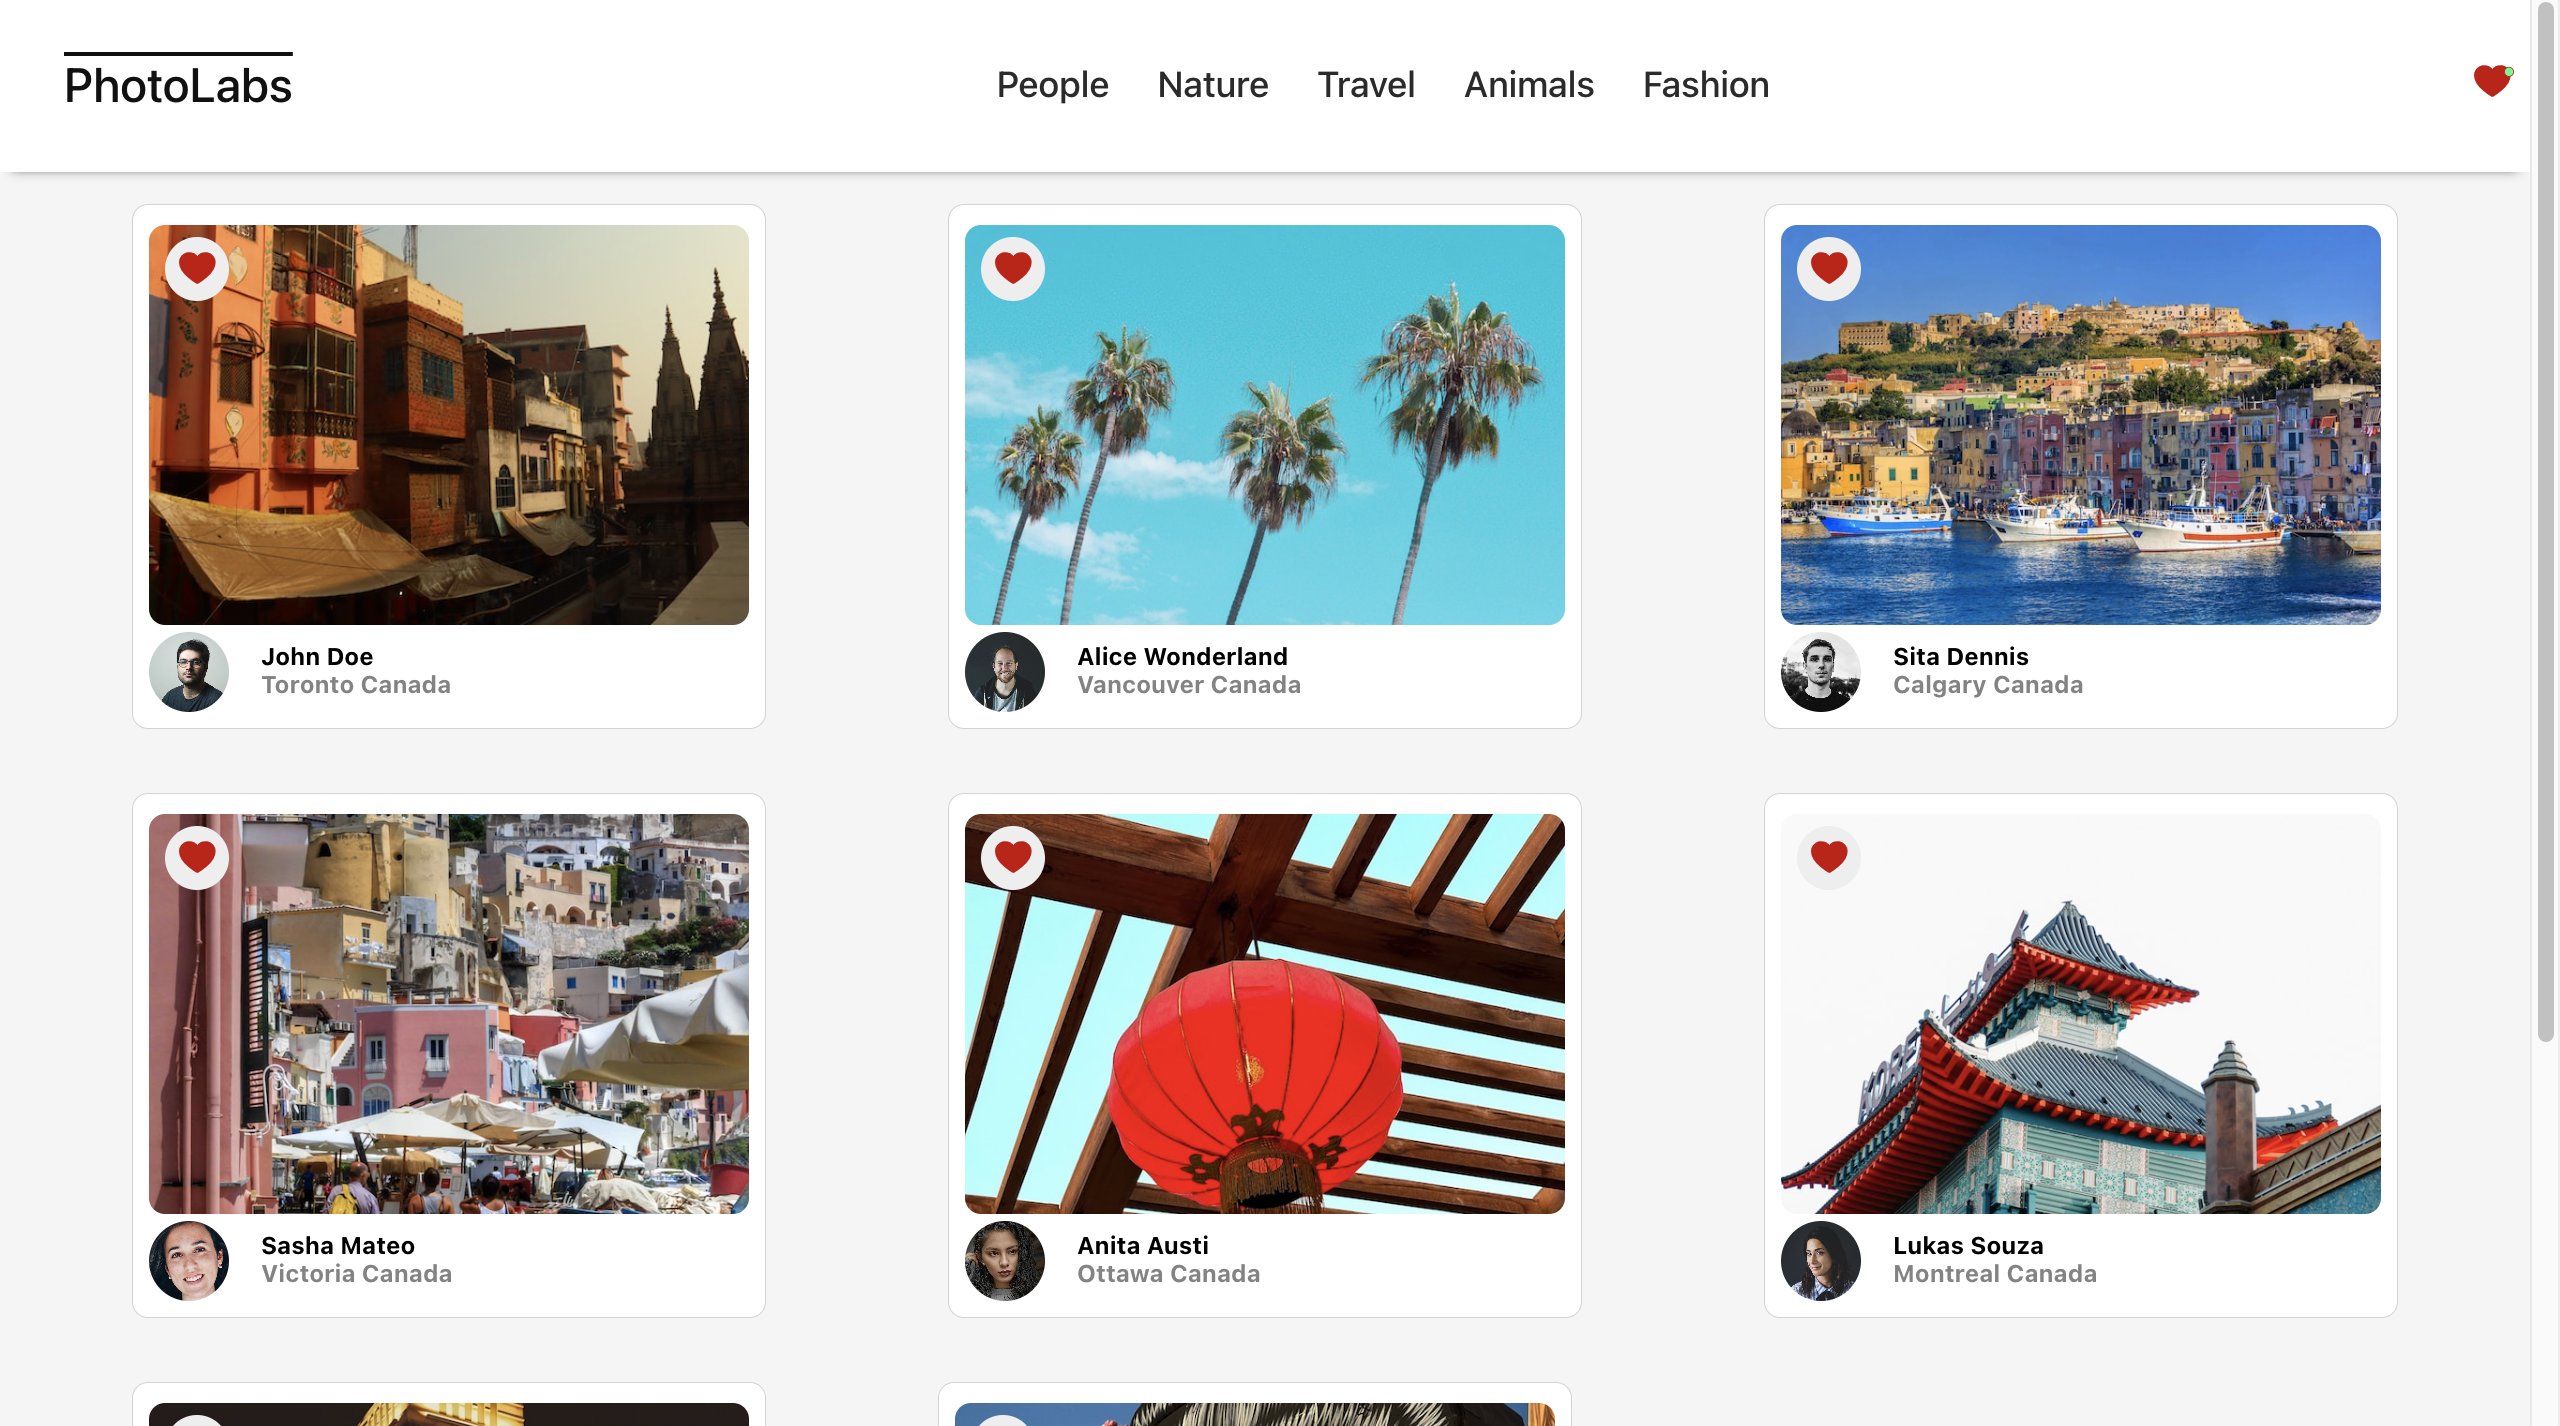 PhotoLabs
People Nature Travel Animals Fashion
John Doe
Toronto Canada
Alice Wonderland
Vancouver Canada
Sita Dennis
Calgary Canada
Sasha Mateo
Victoria Canada
Anita Austi
Ottawa Canada
Lukas Souza
Montreal Canada